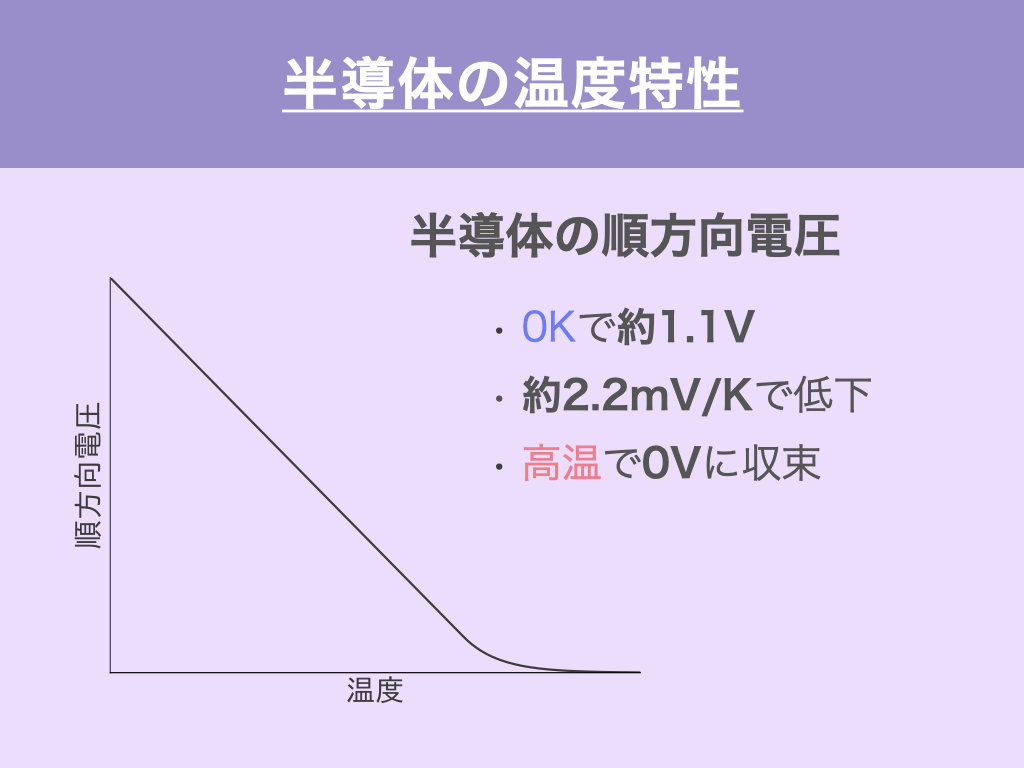 半導体の温度特性
半導体の順方向電圧
・0Kで約1.1V
・約2.2mV/Kで低下
・高温で0Vに収束
順方向電圧
温度